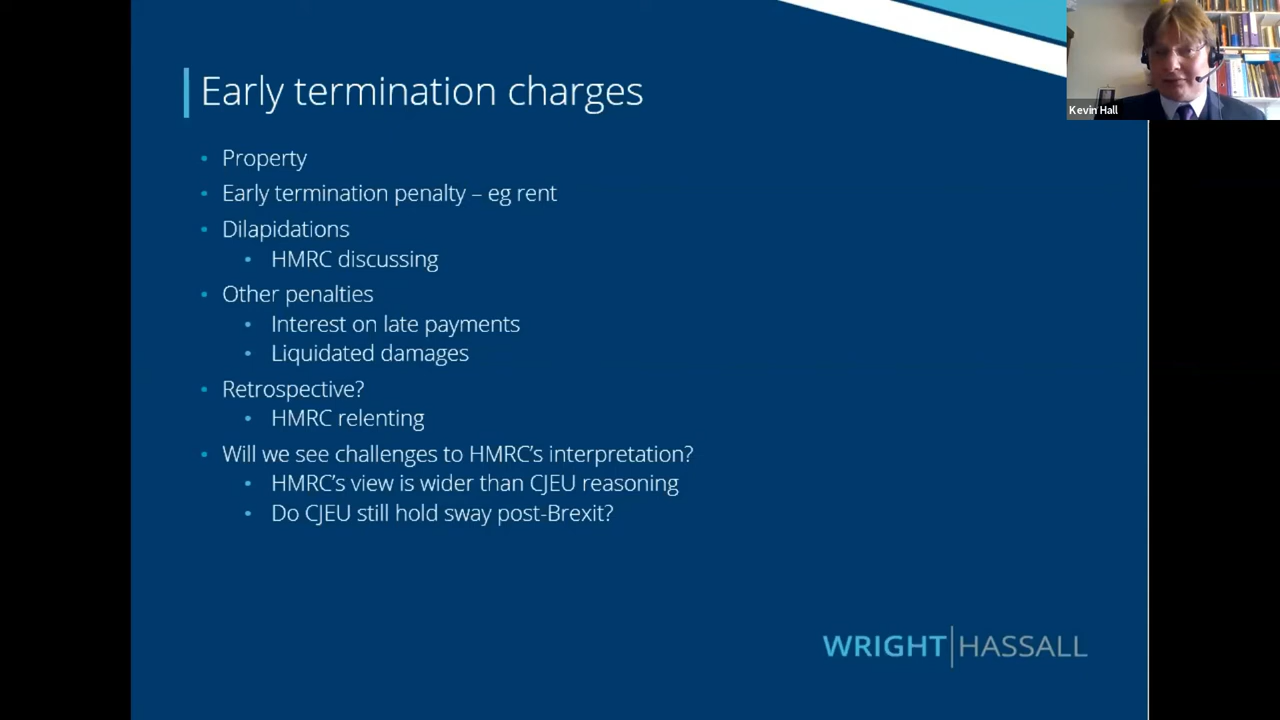 Early termination charges
Kevin Hall
• Property
• Early termination penalty – eg rent
• Dilapidations
• HMRC discussing
• Other penalties
• Interest on late payments
• Liquidated damages
• Retrospective?
• HMRC relenting
• Will we see challenges to HMRC’s interpretation?
• HMRC’s view is wider than CJEU reasoning
• Do CJEU still hold sway post-Brexit?
WRIGHT|HASSALL